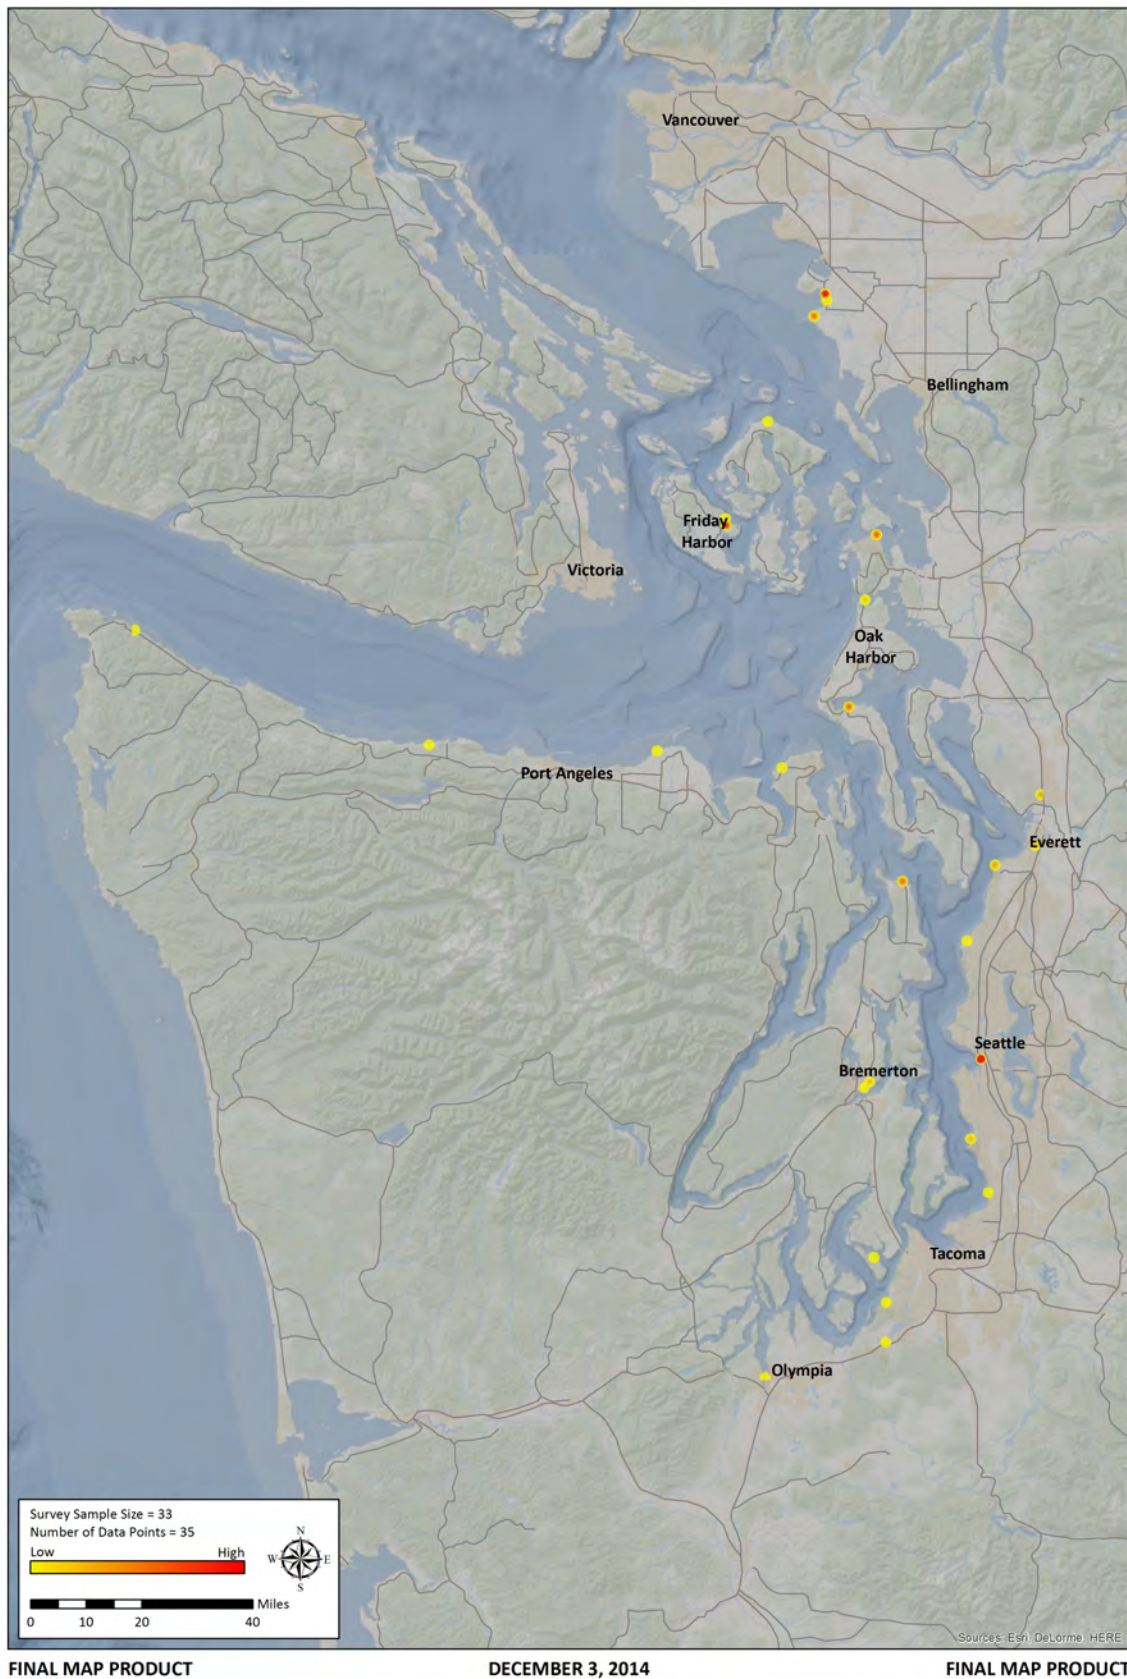 Vancouver
Bellingham
Friday
Harbor
Victoria
Oak
Harbor
Port Angeles
Everett
Seattle
Bremerton
Tacoma
Olympia
Survey Sample Size = 33
Number of Data Points = 35
Low High
N
W E
S
Miles
0 10 20 40
Sources: Esri, DeLorme, HERE
FINAL MAP PRODUCT DECEMBER 3, 2014 FINAL MAP PRODUCT